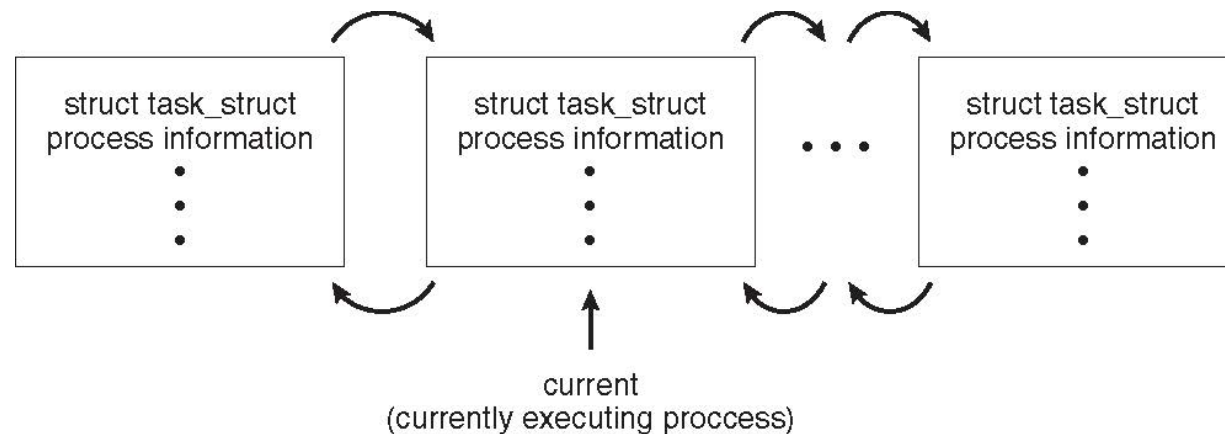 struct task_struct
process information
struct task_struct
process information
struct task_struct
process information
current
(currently executing proccess)